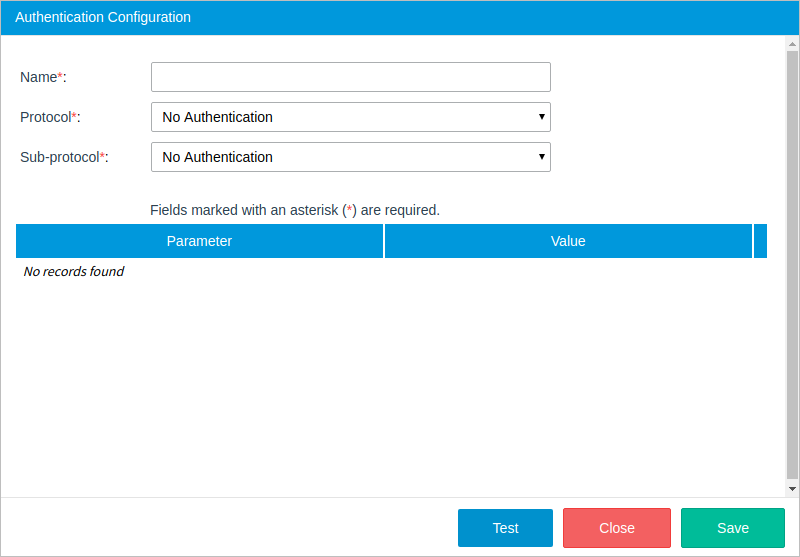 Authentication Configuration
Name*:
Protocol*: No Authentication
Sub-protocol*: No Authentication
Fields marked with an asterisk (*) are required.
Parameter Value
No records found
Test Close Save